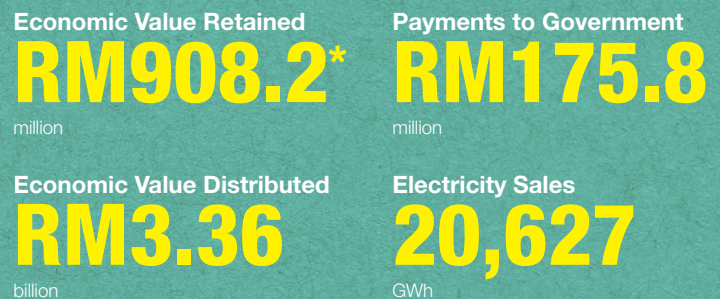 Economic Value Retained
RM908.2*
million
Payments to Government
RM175.8
million
Economic Value Distributed
RM3.36
billion
Electricity Sales
20,627
GWh